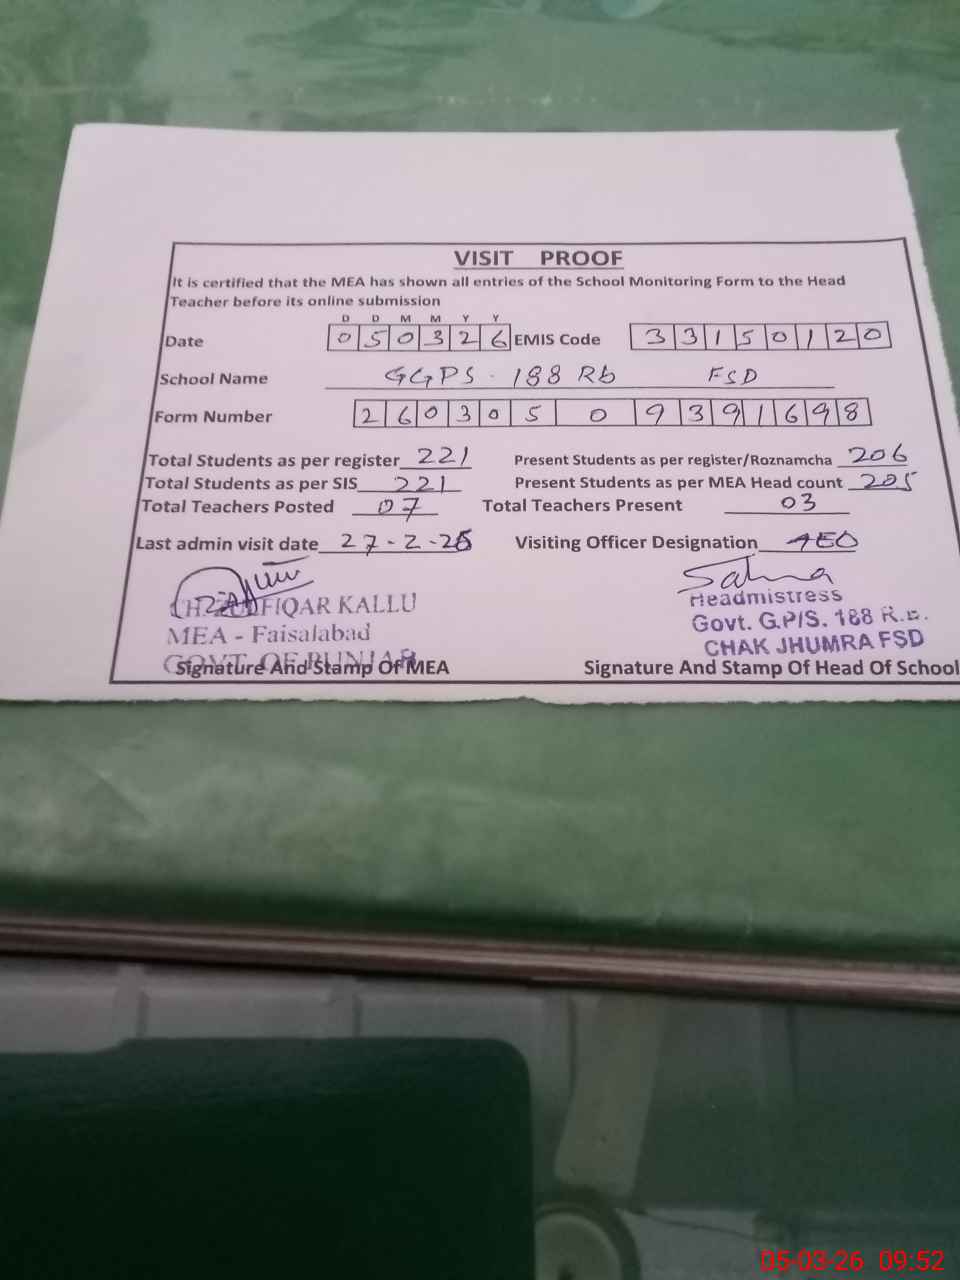 VISIT PROOF
It is certified that the MEA has shown all entries of the School Monitoring Form to the Head
Teacher before its online submission
D D M M Y Y
Date 0 5 0 3 2 6 EMIS Code 3 3 1 5 0 1 2 0
School Name GGPS - 188 Rb FSD
Form Number 2 6 0 3 0 5 0 9 3 9 1 6 9 8
Total Students as per register 221 Present Students as per register/Roznamcha 206
Total Students as per SIS 221 Present Students as per MEA Head count 205
Total Teachers Posted 07 Total Teachers Present 03
Last admin visit date 27-2-26 Visiting Officer Designation AEO
FIQAR KALLU
MEA - Faisalabad
GOVT. OF PUNJAB
Signature And Stamp Of MEA
Salma
Headmistress
Govt. G.P/S. 188 R.B.
CHAK JHUMRA FSD
Signature And Stamp Of Head Of School
05-03-26 09:52